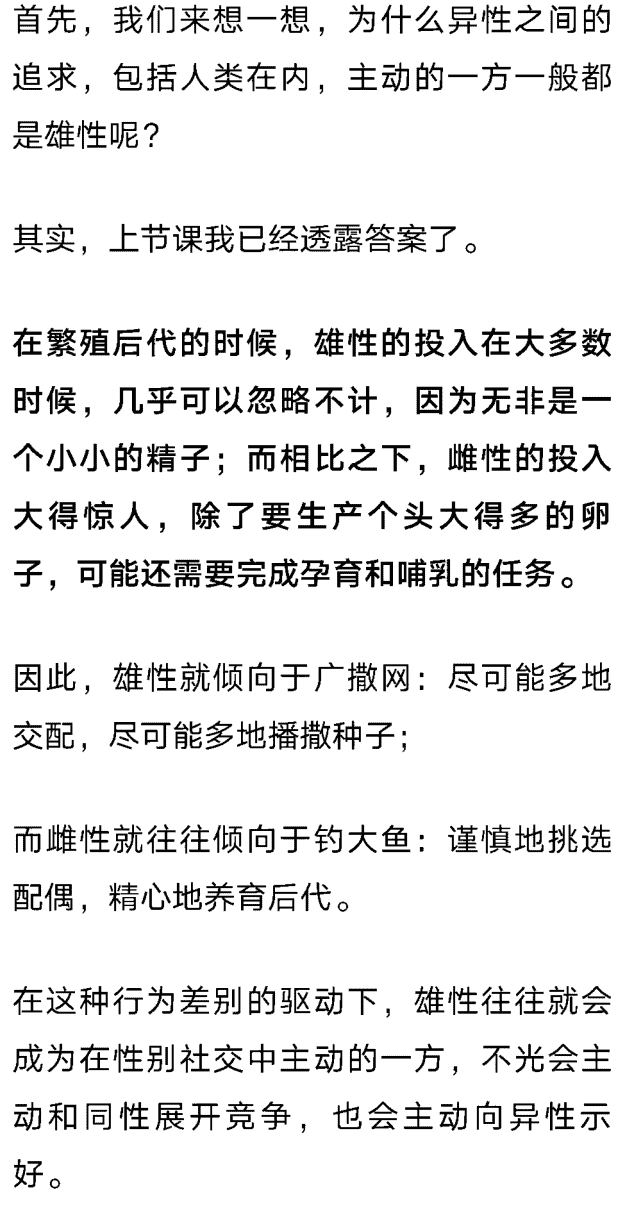 首先，我们来想一想，为什么异性之间的
追求，包括人类在内，主动的一方一般都
是雄性呢？
其实，上节课我已经透露答案了。
在繁殖后代的时候，雄性的投入在大多数
时候，几乎可以忽略不计，因为无非是一
个小小的精子；而相比之下，雌性的投入
大得惊人，除了要生产个头大得多的卵
子，可能还需要完成孕育和哺乳的任务。
因此，雄性就倾向于广撒网：尽可能多地
交配，尽可能多地播撒种子；
而雌性就往往倾向于钓大鱼：谨慎地挑选
配偶，精心地养育后代。
在这种行为差别的驱动下，雄性往往就会
成为在性别社交中主动的一方，不光会主
动和同性展开竞争，也会主动向异性示
好。